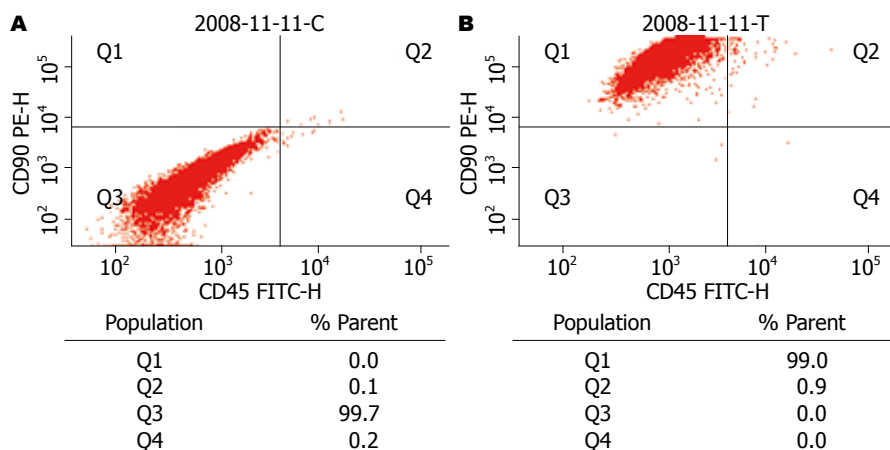 A
2008-11-11-C
Q1
Q2
Q3
Q4
CD90 PE-H
10^5
10^4
10^3
10^2
10^2
10^3
10^4
10^5
CD45 FITC-H
Population % Parent
Q1 0.0
Q2 0.1
Q3 99.7
Q4 0.2
B
2008-11-11-T
Q1
Q2
Q3
Q4
CD90 PE-H
10^5
10^4
10^3
10^2
10^2
10^3
10^4
10^5
CD45 FITC-H
Population % Parent
Q1 99.0
Q2 0.9
Q3 0.0
Q4 0.0